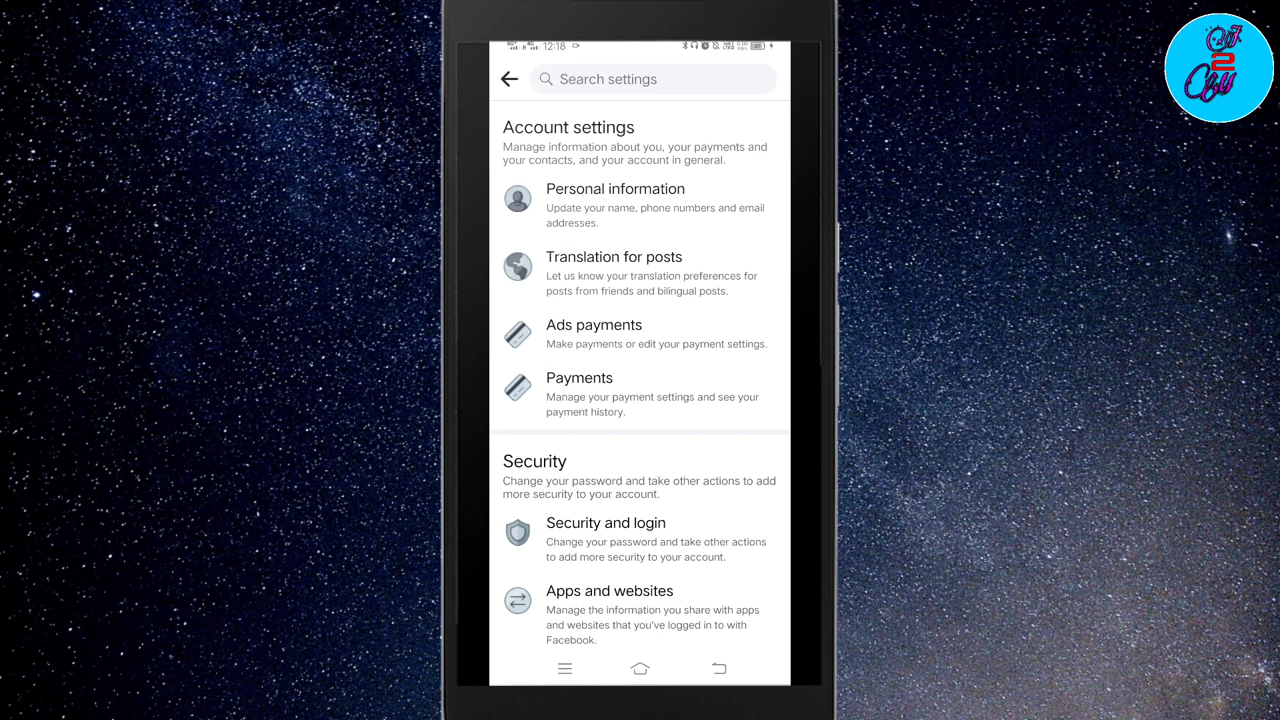 12:18
Search settings
Account settings
Manage information about you, your payments and
your contacts, and your account in general.
Personal information
Update your name, phone numbers and email
addresses.
Translation for posts
Let us know your translation preferences for
posts from friends and bilingual posts.
Ads payments
Make payments or edit your payment settings.
Payments
Manage your payment settings and see your
payment history.
Security
Change your password and take other actions to add
more security to your account.
Security and login
Change your password and take other actions
to add more security to your account.
Apps and websites
Manage the information you share with apps
and websites that you've logged in to with
Facebook.